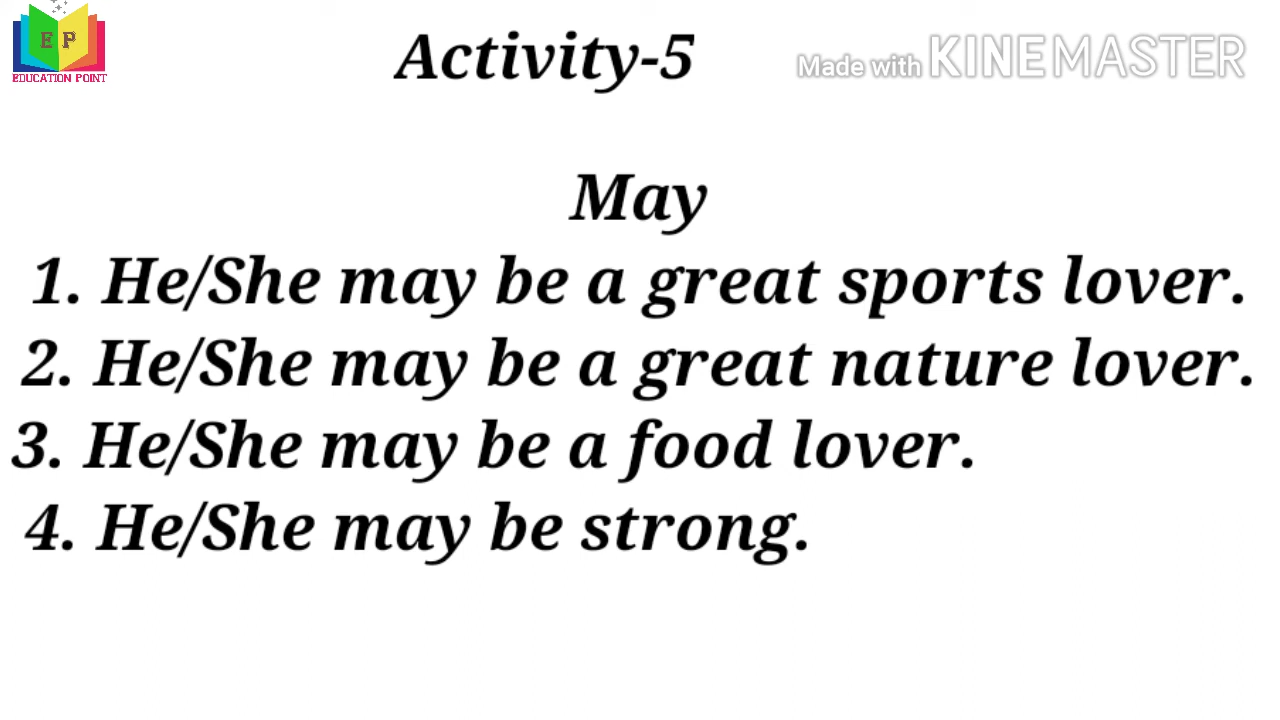 E P
EDUCATION POINT
Activity-5
Made with KINEMASTER
May
1. He/She may be a great sports lover.
2. He/She may be a great nature lover.
3. He/She may be a food lover.
4. He/She may be strong.